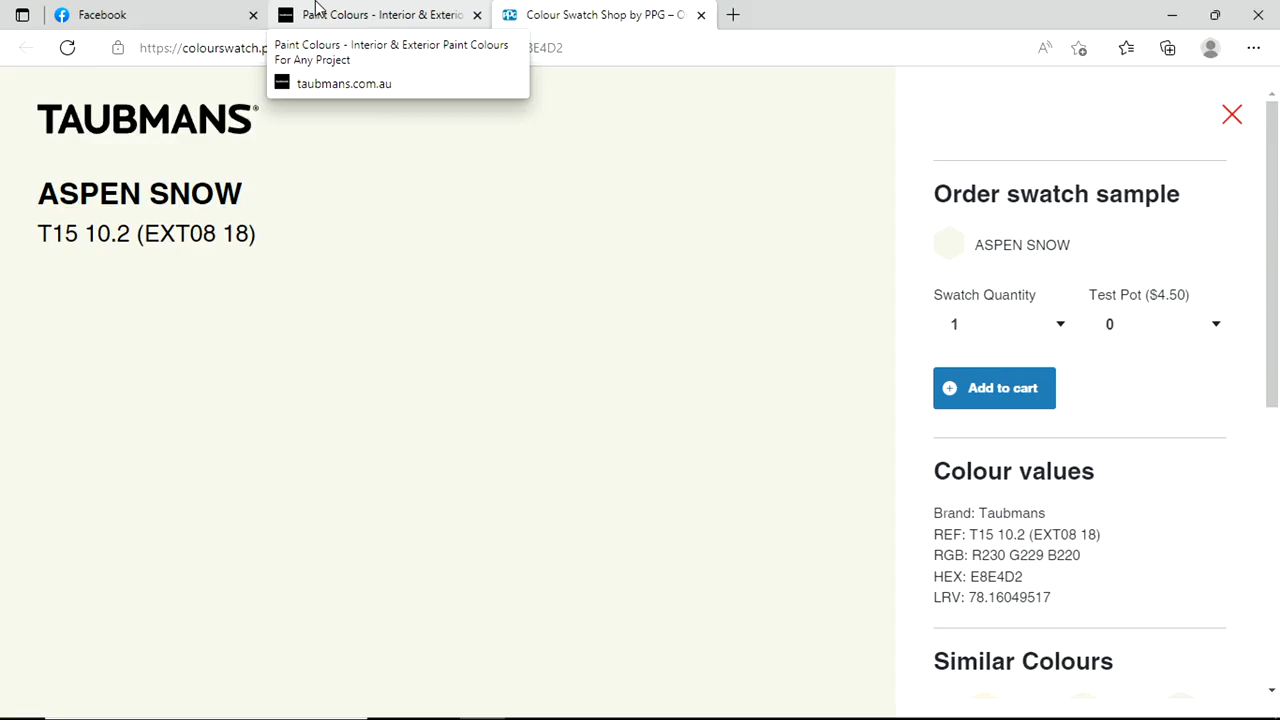 Facebook
Paint Colours - Interior & Exterio
Colour Swatch Shop by PPG – O
https://colourswatch.p
8E4D2
Paint Colours - Interior & Exterior Paint Colours
For Any Project
taubmans.com.au
TAUBMANS®
ASPEN SNOW
T15 10.2 (EXT08 18)
Order swatch sample
ASPEN SNOW
Swatch Quantity
Test Pot ($4.50)
1
0
Add to cart
Colour values
Brand: Taubmans
REF: T15 10.2 (EXT08 18)
RGB: R230 G229 B220
HEX: E8E4D2
LRV: 78.16049517
Similar Colours